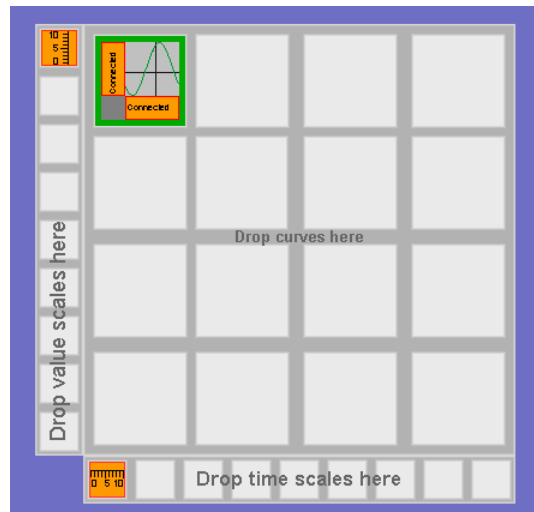 10
5
0
Connected
Connected
Drop curves here
Drop value scales here
0 5 10
Drop time scales here